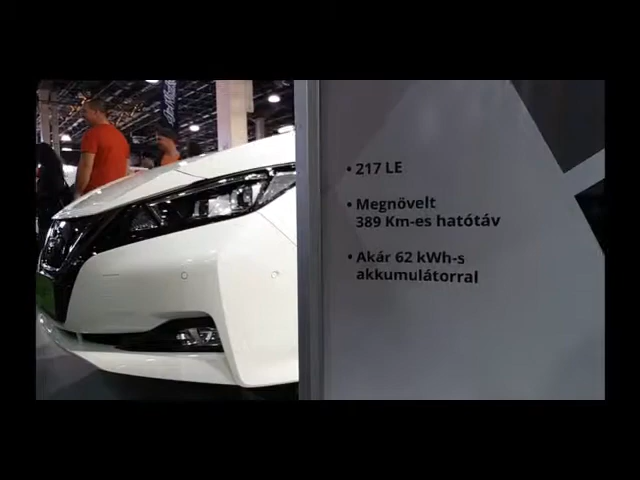 • 217 LE
• Megnövelt
389 Km-es hatótáv
• Akár 62 kWh-s
akkumulátorral